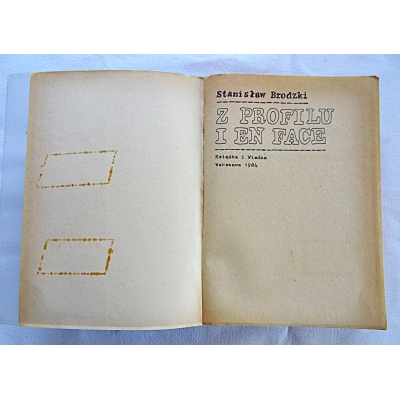 Stanisław Brodzki
Z PROFILU
I EN FACE
Książka i Wiedza
Warszawa 1984